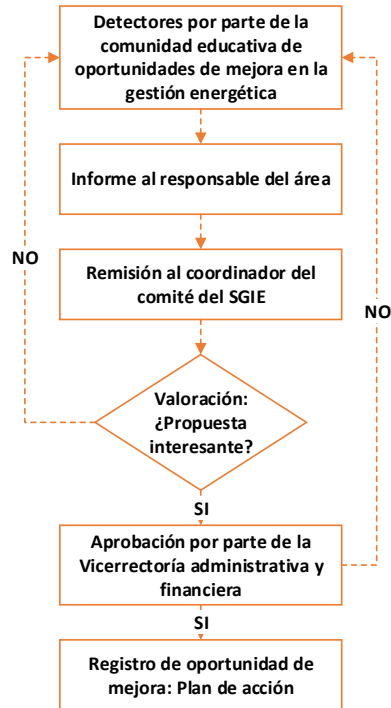 Detectores por parte de la
comunidad educativa de
oportunidades de mejora en la
gestión energética
Informe al responsable del área
NO
Remisión al coordinador del
comité del SGIE
NO
Valoración:
¿Propuesta
interesante?
SI
Aprobación por parte de la
Vicerrectoría administrativa y
financiera
SI
Registro de oportunidad de
mejora: Plan de acción